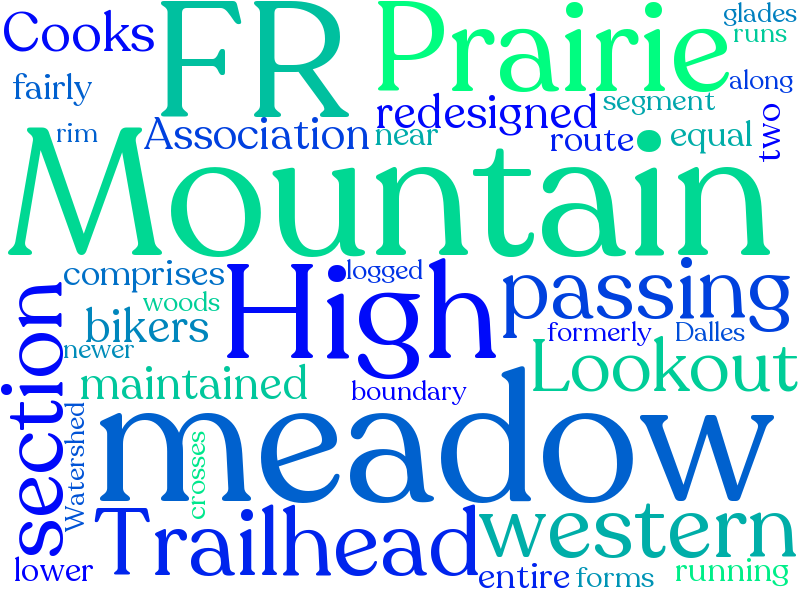 Cooks
FR
Prairie
glades
runs
fairly
along
redesigned
segment
two
rim
Association
near
route
equal
Mountain
comprises
High
logged
passing
woods
section
bikers
formerly
Dalles
newer
Lookout
maintained
boundary
meadow
Watershed
crosses
Trailhead
western
lower
entire
forms
running